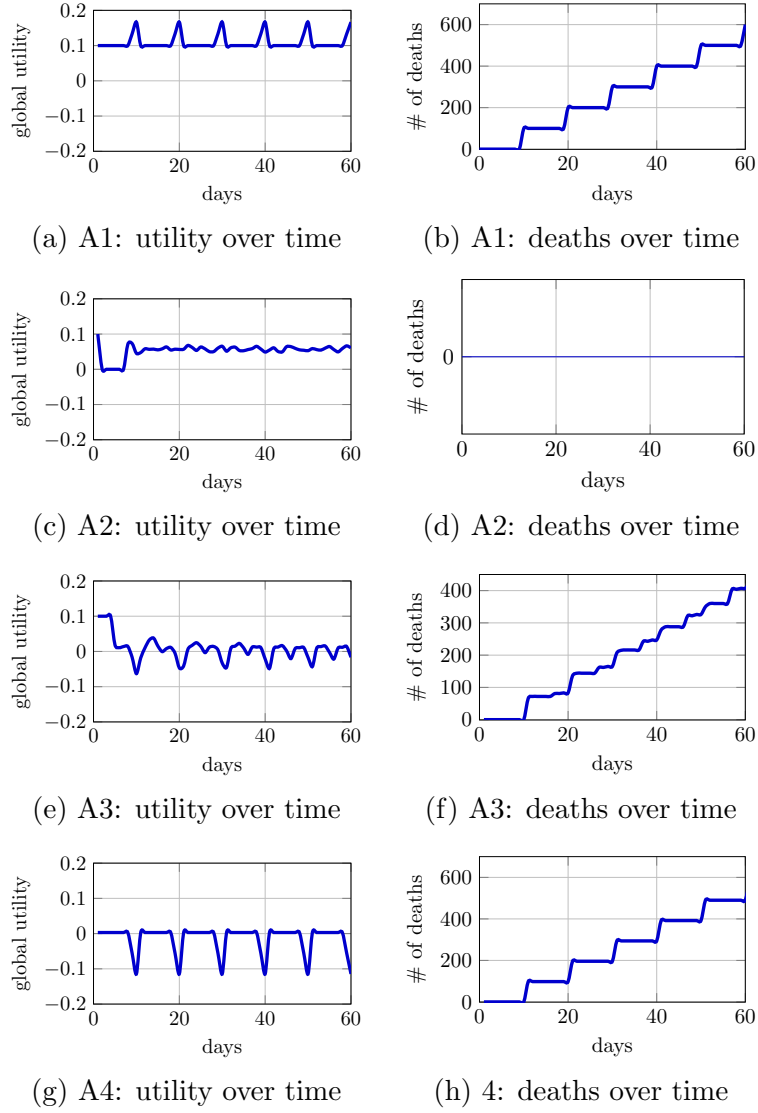 0.2
0.1
0
−0.1
−0.2
global utility
0 20 40 60
days
(a) A1: utility over time
600
400
200
0
# of deaths
0 20 40 60
days
(b) A1: deaths over time
0.2
0.1
0
−0.1
−0.2
global utility
0 20 40 60
days
(c) A2: utility over time
0
# of deaths
0 20 40 60
days
(d) A2: deaths over time
0.2
0.1
0
−0.1
−0.2
global utility
0 20 40 60
days
(e) A3: utility over time
400
300
200
100
0
# of deaths
0 20 40 60
days
(f) A3: deaths over time
0.2
0.1
0
−0.1
−0.2
global utility
0 20 40 60
days
(g) A4: utility over time
600
400
200
0
# of deaths
0 20 40 60
days
(h) 4: deaths over time